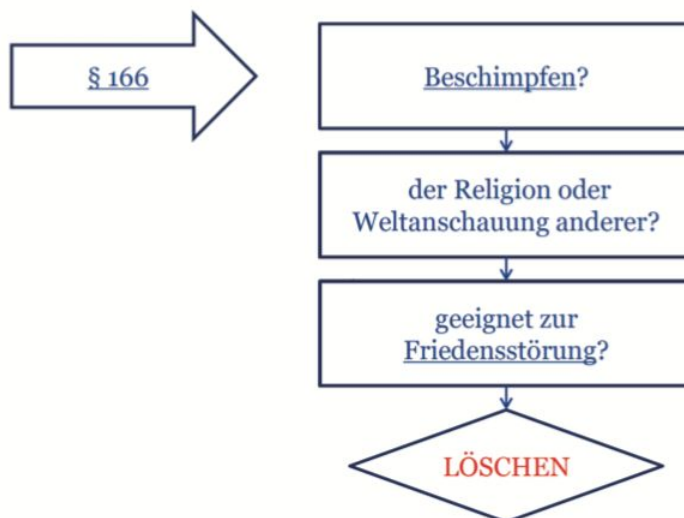 § 166
Beschimpfen?
der Religion oder
Weltanschauung anderer?
geeignet zur
Friedensstörung?
LÖSCHEN